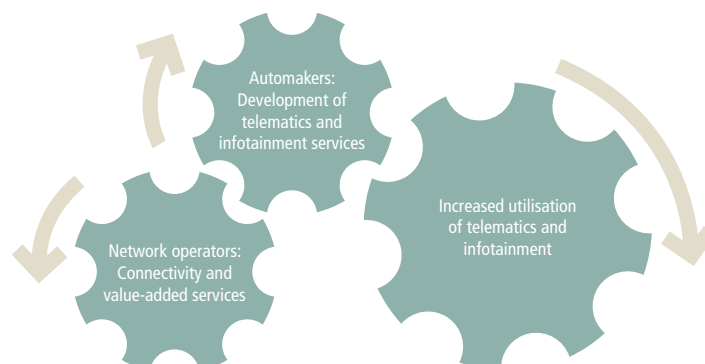 Automakers:
Development of
telematics and
infotainment services
Increased utilisation
of telematics and
infotainment
Network operators:
Connectivity and
value-added services